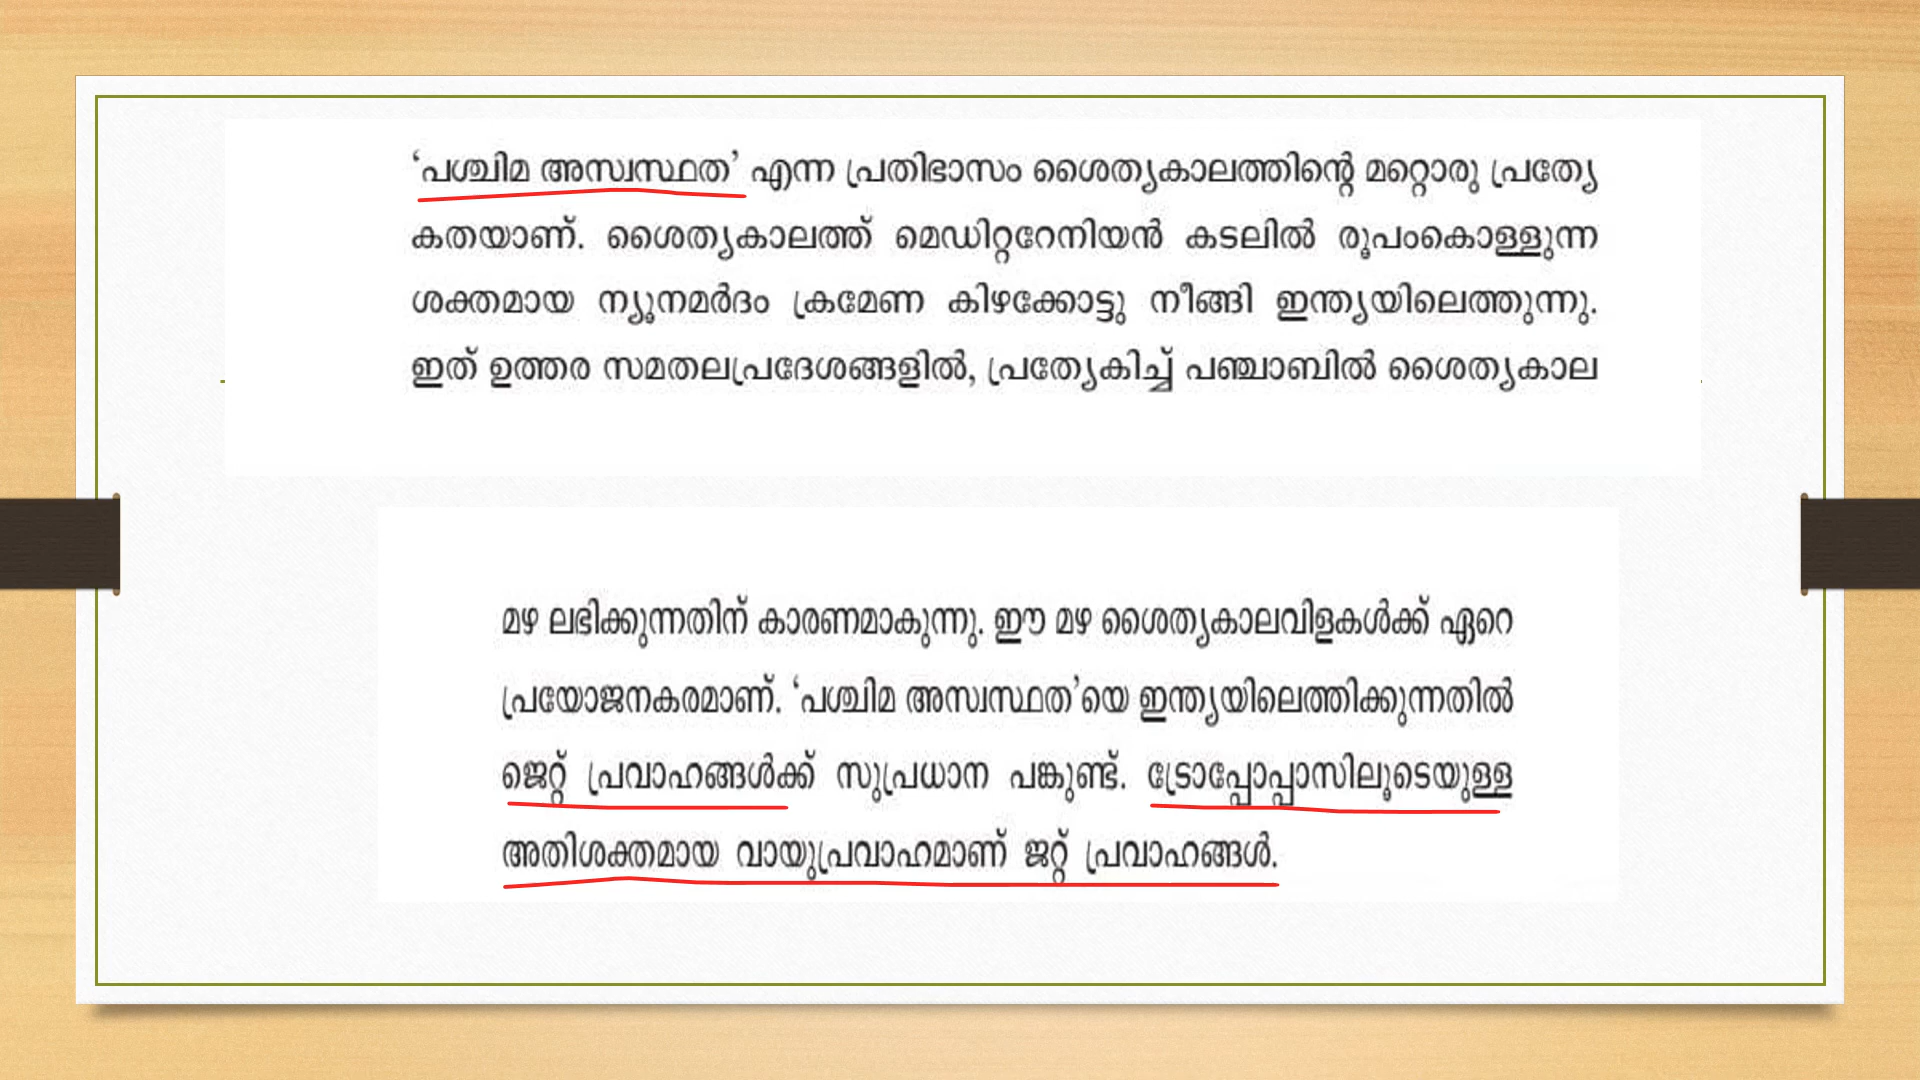 ‘പശ്ചിമ അസ്വസ്ഥത’ എന്ന പ്രതിഭാസം ശൈത്യകാലത്തിന്റെ മറ്റൊരു പ്രത്യേ
കതയാണ്. ശൈത്യകാലത്ത് മെഡിറ്ററേനിയൻ കടലിൽ രൂപംകൊള്ളുന്ന
ശക്തമായ ന്യൂനമർദം ക്രമേണ കിഴക്കോട്ടു നീങ്ങി ഇന്ത്യയിലെത്തുന്നു.
ഇത് ഉത്തര സമതലപ്രദേശങ്ങളിൽ, പ്രത്യേകിച്ച് പഞ്ചാബിൽ ശൈത്യകാല
മഴ ലഭിക്കുന്നതിന് കാരണമാകുന്നു. ഈ മഴ ശൈത്യകാലവിളകൾക്ക് ഏറെ
പ്രയോജനകരമാണ്. ‘പശ്ചിമ അസ്വസ്ഥത’യെ ഇന്ത്യയിലെത്തിക്കുന്നതിൽ
ജെറ്റ് പ്രവാഹങ്ങൾക്ക് സുപ്രധാന പങ്കുണ്ട്. ട്രോപ്പോപ്പാസിലൂടെയുള്ള
അതിശക്തമായ വായുപ്രവാഹമാണ് ജറ്റ് പ്രവാഹങ്ങൾ.